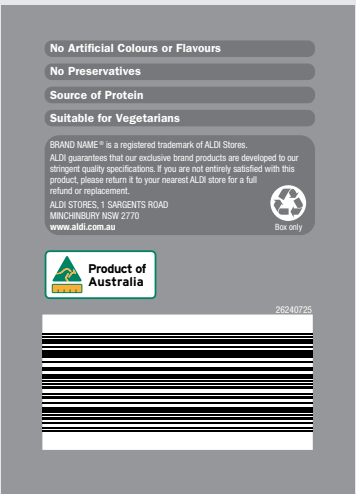 No Artificial Colours or Flavours
No Preservatives
Source of Protein
Suitable for Vegetarians
BRAND NAME® is a registered trademark of ALDI Stores.
ALDI guarantees that our exclusive brand products are developed to our
stringent quality specifications. If you are not entirely satisfied with this
product, please return it to your nearest ALDI store for a full
refund or replacement.
ALDI STORES, 1 SARGENTS ROAD
MINCHINBURY NSW 2770
www.aldi.com.au
Box only
Product of
Australia
26240725